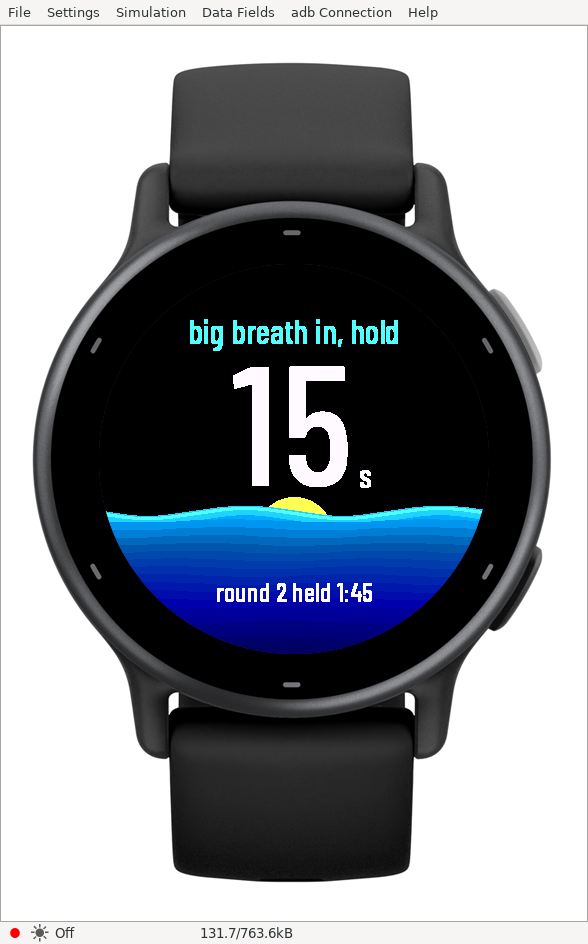 File Settings Simulation Data Fields adb Connection Help
big breath in, hold
15 s
round 2 held 1:45
Off 131.7/763.6kB